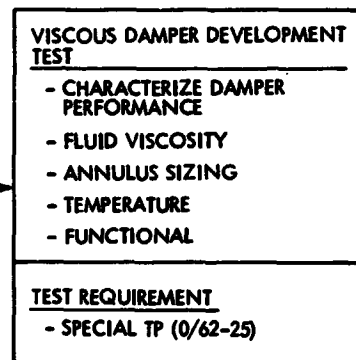 VISCOUS DAMPER DEVELOPMENT
TEST
- CHARACTERIZE DAMPER
PERFORMANCE
- FLUID VISCOSITY
- ANNULUS SIZING
- TEMPERATURE
- FUNCTIONAL
TEST REQUIREMENT
- SPECIAL TP (0/62-25)